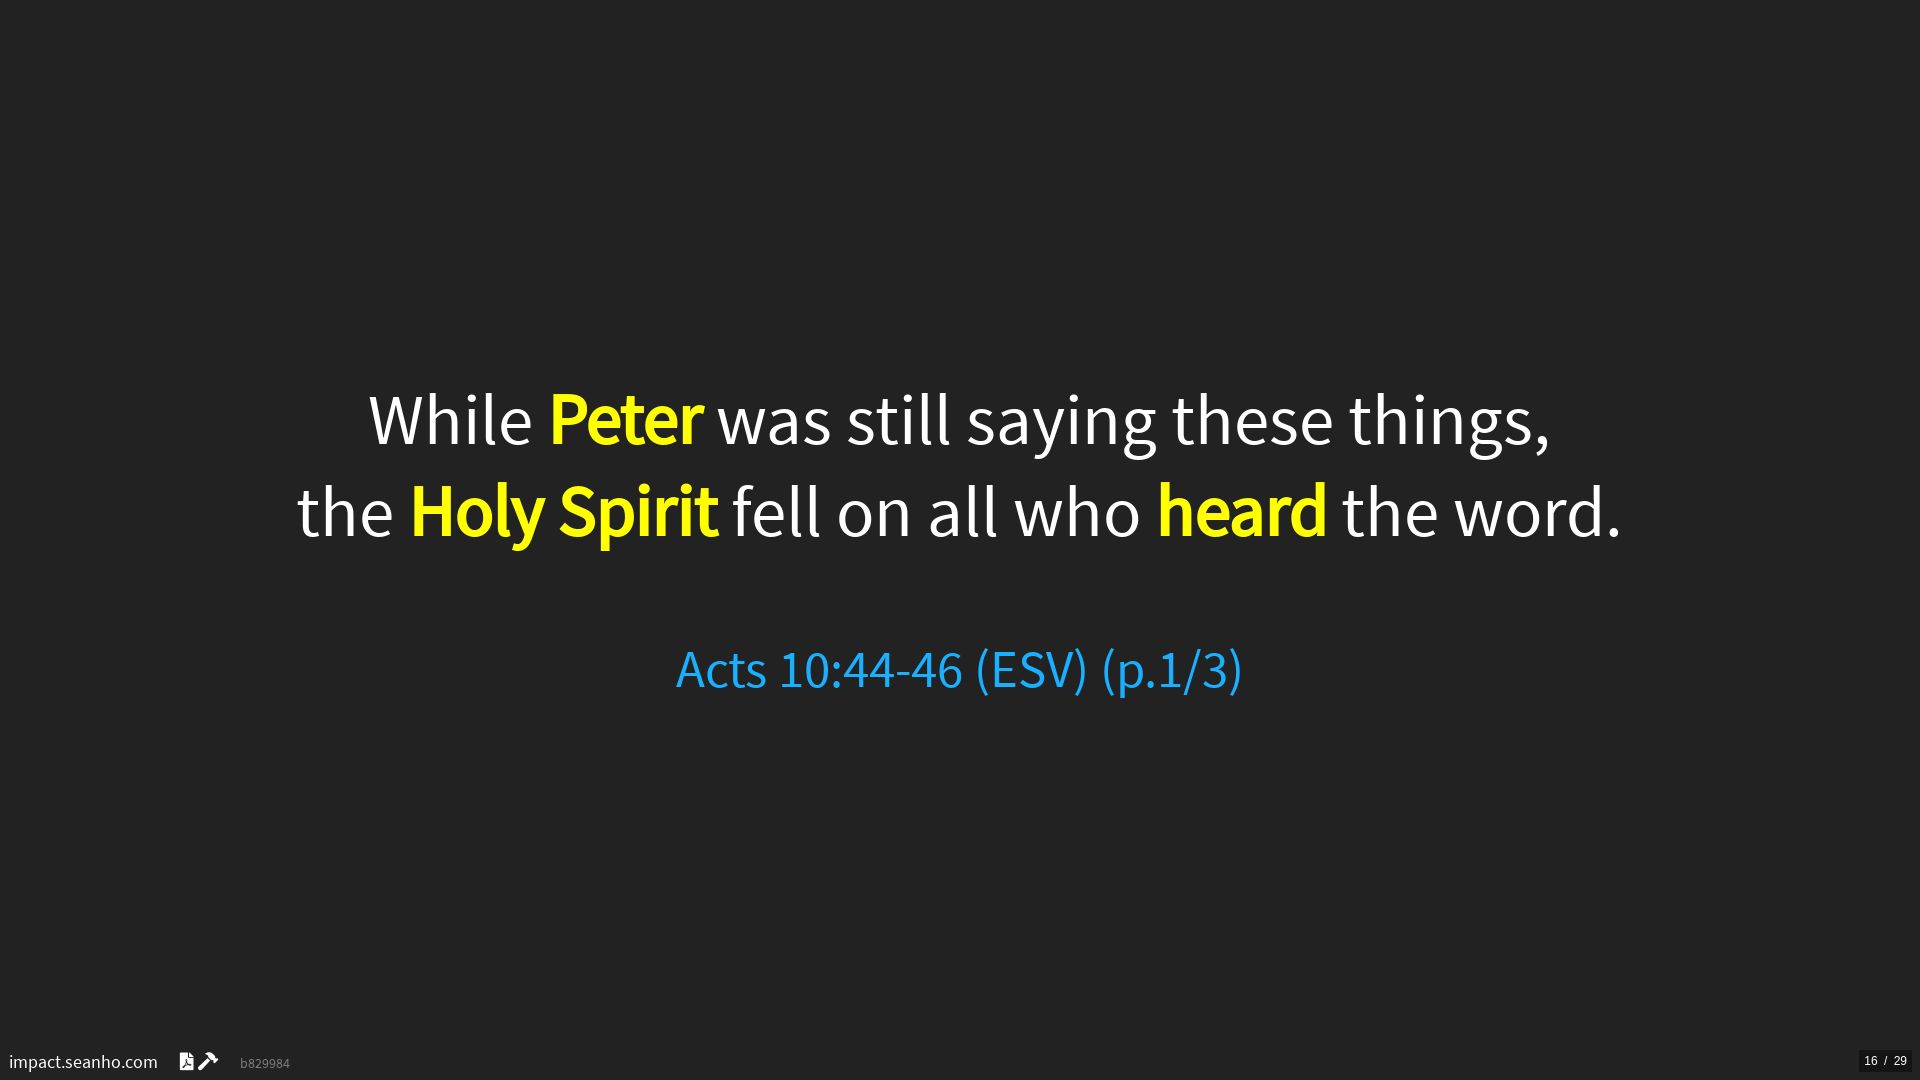 While Peter was still saying these things,
the Holy Spirit fell on all who heard the word.
Acts 10:44-46 (ESV) (p.1/3)
impact.seanho.com b829984 16 / 29